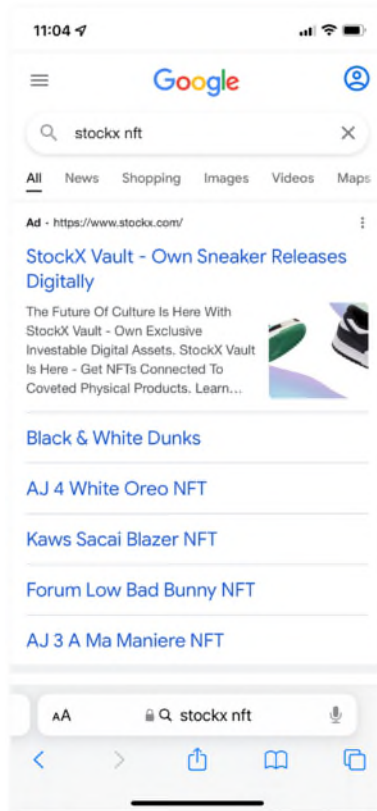 11:04
Google
stockx nft
All News Shopping Images Videos Maps
Ad - https://www.stockx.com/
StockX Vault - Own Sneaker Releases
Digitally
The Future Of Culture Is Here With
StockX Vault - Own Exclusive
Investable Digital Assets. StockX Vault
Is Here - Get NFTs Connected To
Coveted Physical Products. Learn...
Black & White Dunks
AJ 4 White Oreo NFT
Kaws Sacai Blazer NFT
Forum Low Bad Bunny NFT
AJ 3 A Ma Maniere NFT
AA stockx nft